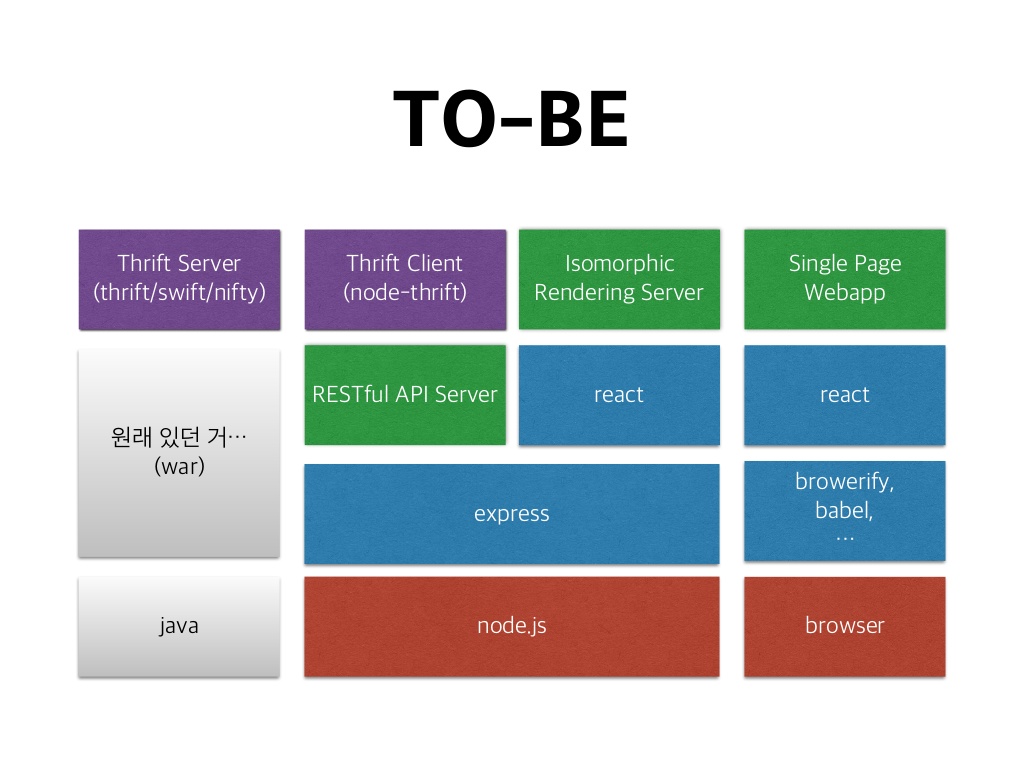 TO-BE
Thrift Server
(thrift/swift/nifty)
Thrift Client
(node-thrift)
Isomorphic
Rendering Server
Single Page
Webapp
원래 있던 거…
(war)
RESTful API Server
react
react
express
browerify,
babel,
…
java
node.js
browser